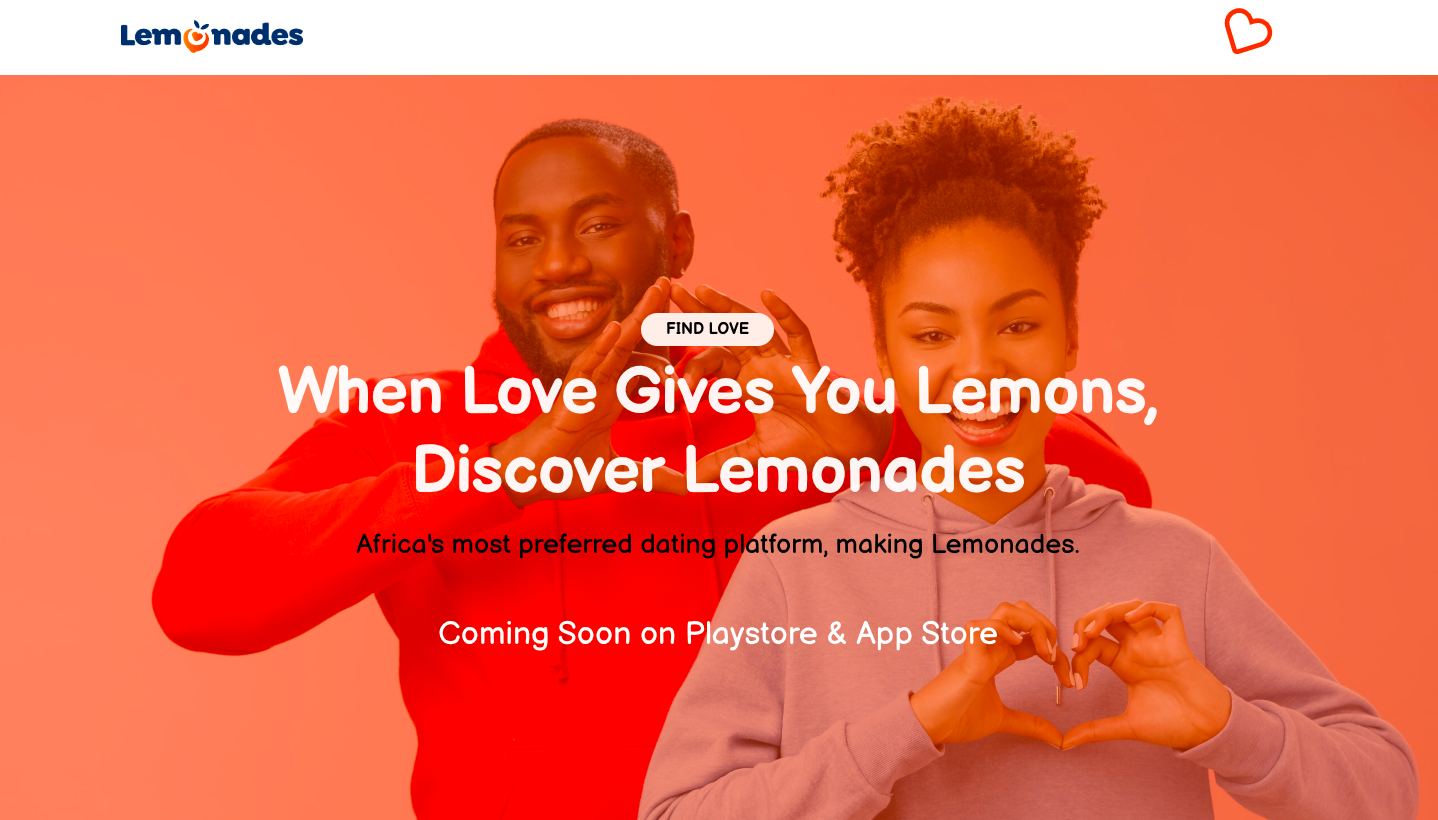 Lemonades
FIND LOVE
When Love Gives You Lemons,
Discover Lemonades
Africa's most preferred dating platform, making Lemonades.
Coming Soon on Playstore & App Store